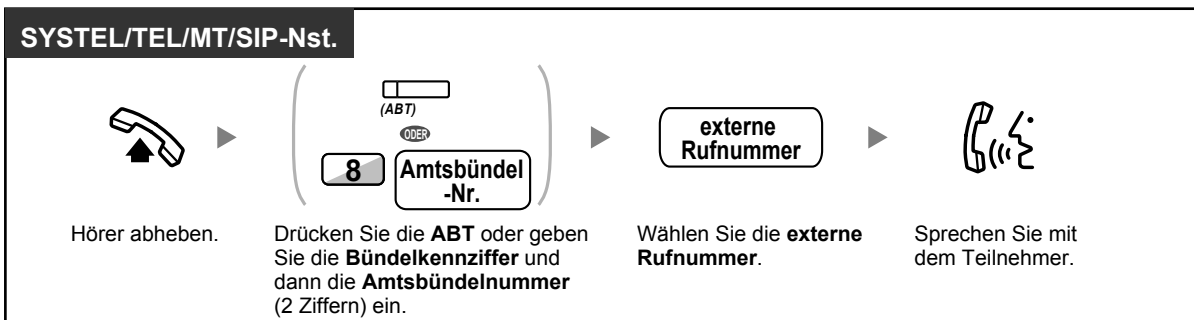 SYSTEL/TEL/MT/SIP-Nst.
(ABT)
ODER
8
Amtsbündel
-Nr.
externe
Rufnummer
Hörer abheben.
Drücken Sie die ABT oder geben
Sie die Bündelkennziffer und
dann die Amtsbündelnummer
(2 Ziffern) ein.
Wählen Sie die externe
Rufnummer.
Sprechen Sie mit
dem Teilnehmer.